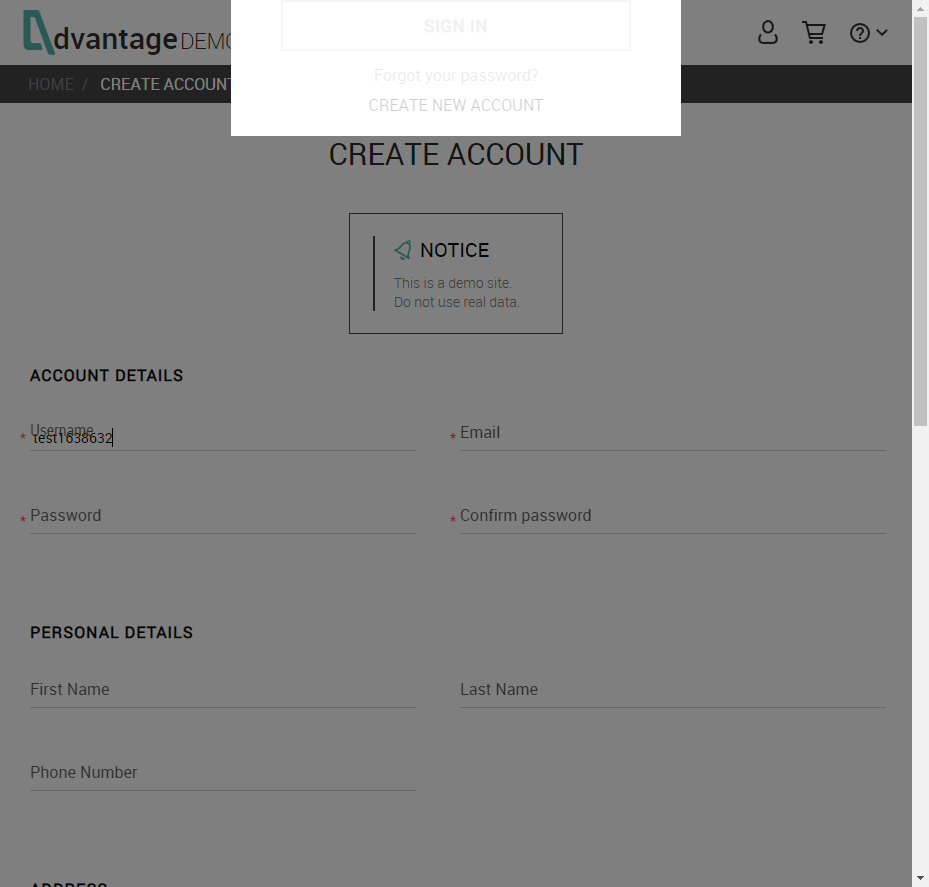 SIGN IN
dvantage DEMO
Forgot your password?
HOME / CREATE ACCOUNT
CREATE NEW ACCOUNT
CREATE ACCOUNT
NOTICE
This is a demo site.
Do not use real data.
ACCOUNT DETAILS
Username
* test1638632
* Email
* Password
* Confirm password
PERSONAL DETAILS
First Name
Last Name
Phone Number
ADDRESS